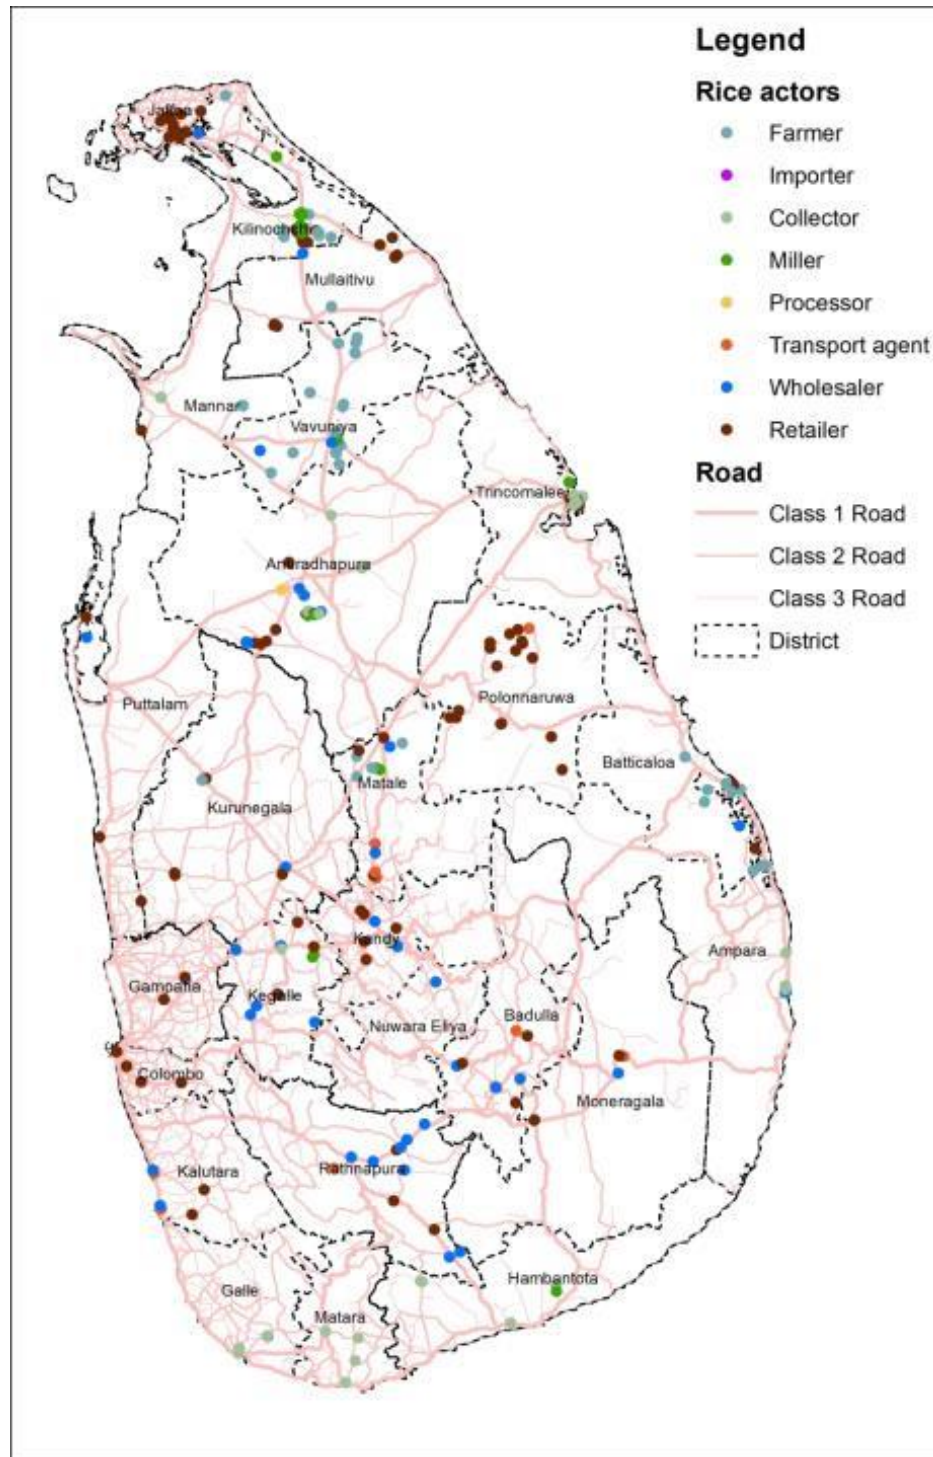 Legend
Rice actors
Farmer
Importer
Collector
Miller
Processor
Transport agent
Wholesaler
Retailer
Road
Class 1 Road
Class 2 Road
Class 3 Road
District
Jaffna
Kilinochchi
Mullaitivu
Mannar
Vavuniya
Trincomalee
Anuradhapura
Puttalam
Polonnaruwa
Batticaloa
Matale
Kurunegala
Kandy
Ampara
Gampaha
Kegalle
Nuwara Eliya
Badulla
Colombo
Moneragala
Kalutara
Rathnapura
Galle
Hambantota
Matara